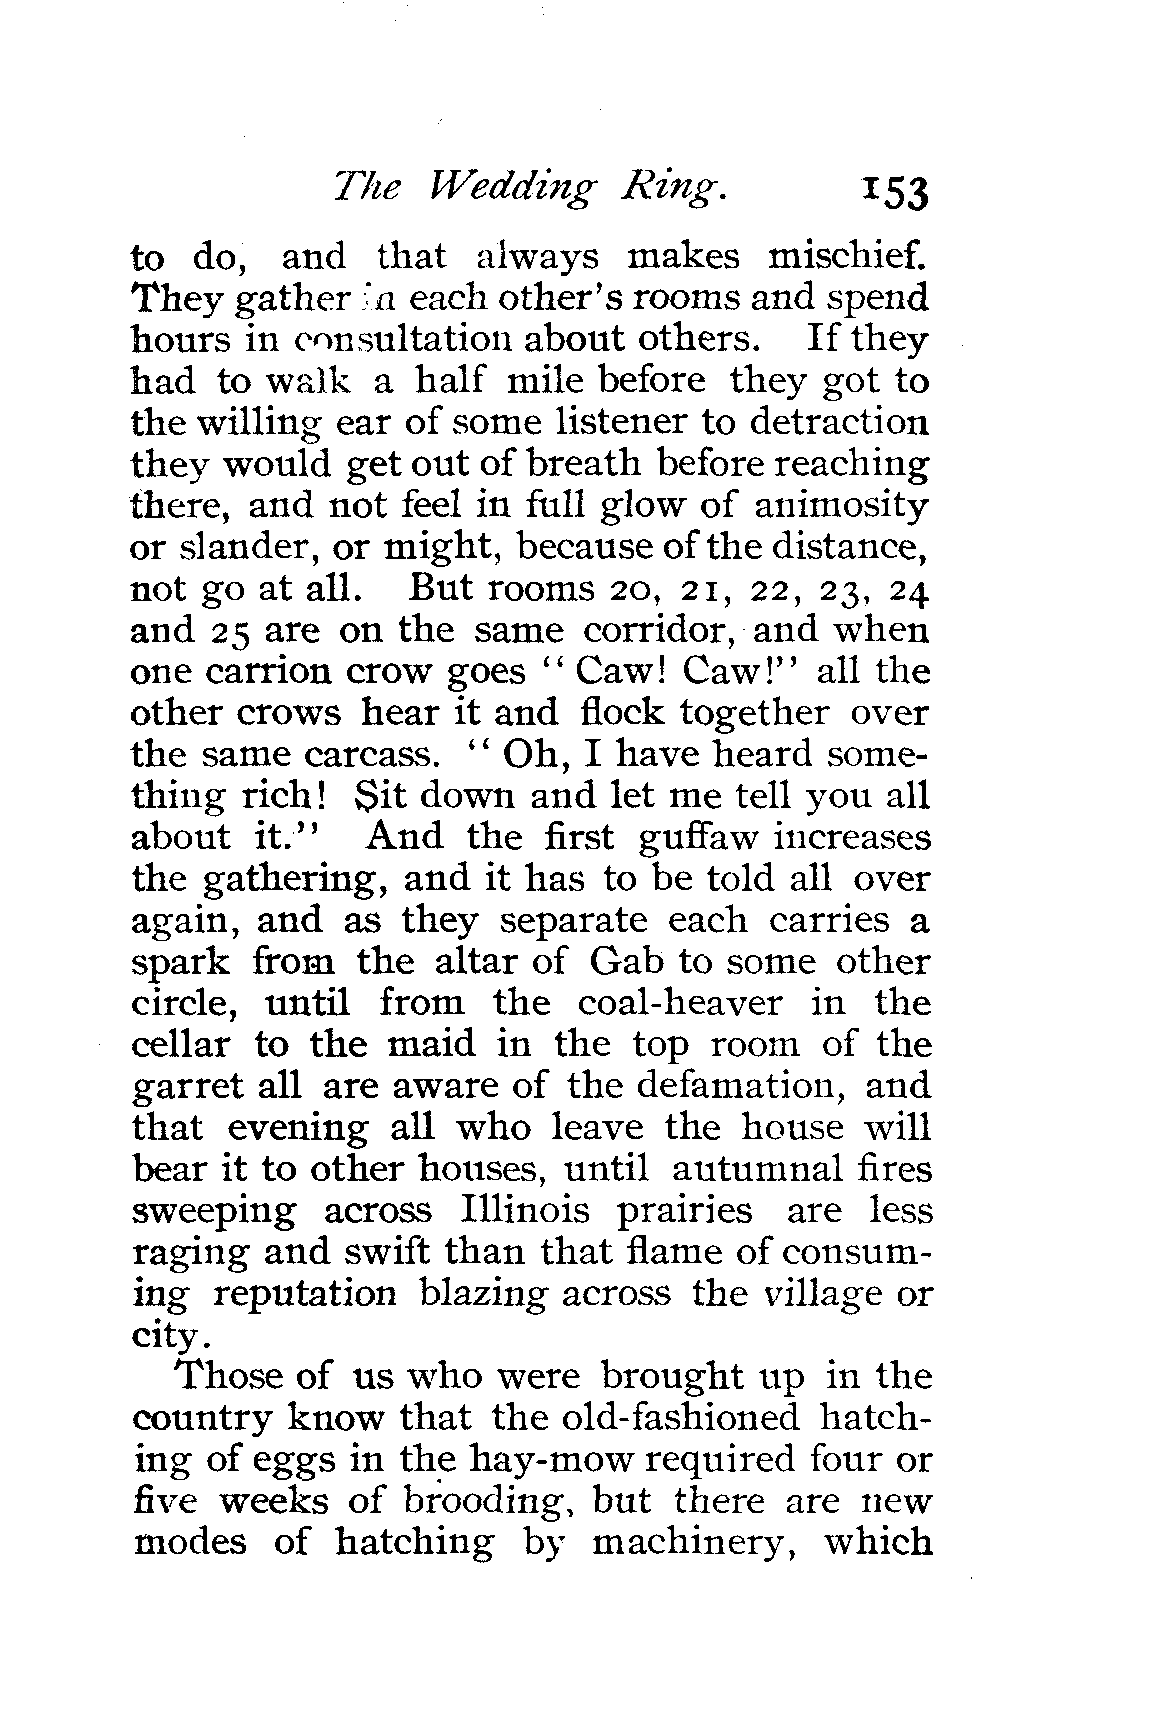 The Wedding Ring. 153
to do, and that always makes mischief.
They gather in each other's rooms and spend
hours in consultation about others. If they
had to walk a half mile before they got to
the willing ear of some listener to detraction
they would get out of breath before reaching
there, and not feel in full glow of animosity
or slander, or might, because of the distance,
not go at all. But rooms 20, 21, 22, 23, 24
and 25 are on the same corridor, and when
one carrion crow goes "Caw! Caw!" all the
other crows hear it and flock together over
the same carcass. "Oh, I have heard some-
thing rich! Sit down and let me tell you all
about it." And the first guffaw increases
the gathering, and it has to be told all over
again, and as they separate each carries a
spark from the altar of Gab to some other
circle, until from the coal-heaver in the
cellar to the maid in the top room of the
garret all are aware of the defamation, and
that evening all who leave the house will
bear it to other houses, until autumnal fires
sweeping across Illinois prairies are less
raging and swift than that flame of consum-
ing reputation blazing across the village or
city.
Those of us who were brought up in the
country know that the old-fashioned hatch-
ing of eggs in the hay-mow required four or
five weeks of brooding, but there are new
modes of hatching by machinery, which